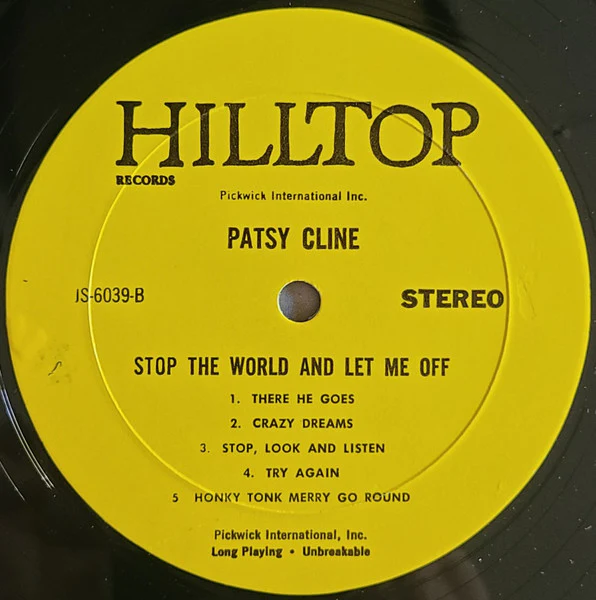 HILLTOP
RECORDS
Pickwick International Inc.
PATSY CLINE
JS-6039-B
STEREO
STOP THE WORLD AND LET ME OFF
1. THERE HE GOES
2. CRAZY DREAMS
3. STOP, LOOK AND LISTEN
4. TRY AGAIN
5 HONKY TONK MERRY GO ROUND
Pickwick International, Inc.
Long Playing • Unbreakable